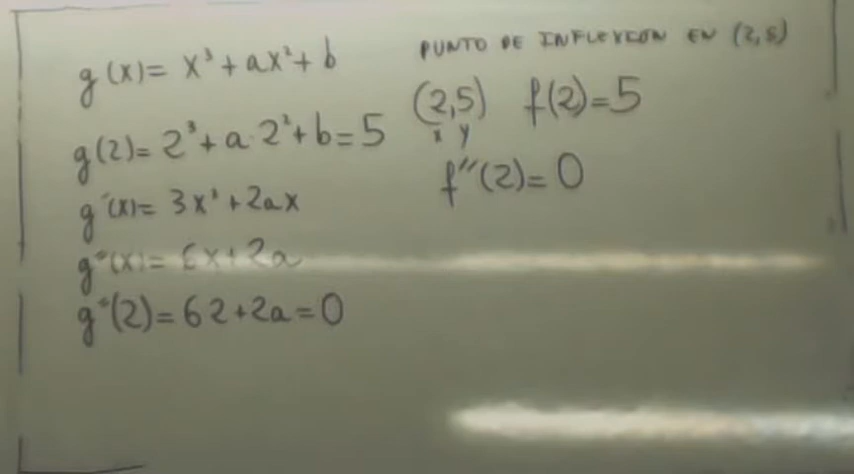 g(x)= x³+ax²+b
g(2)= 2³+a·2²+b=5
g´(x)= 3x²+2ax
g"(x)= 6x+2a
g"(2)=6 2+2a=0
PUNTO DE INFLEXION EN (2,5)
(2,5) f(2)=5
x y
f"(2)=0